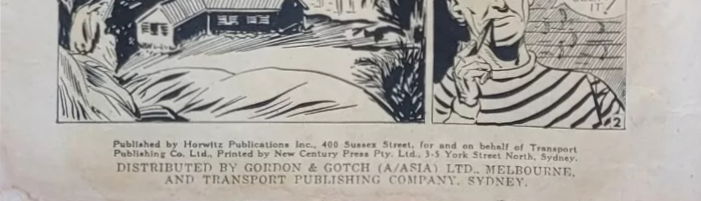 IT!
2
Published by Horwitz Publications Inc., 400 Sussex Street, for and on behalf of Transport
Publishing Co. Ltd., Printed by New Century Press Pty. Ltd., 3-5 York Street North, Sydney.
DISTRIBUTED BY GORDON & GOTCH (A/ASIA) LTD., MELBOURNE,
AND TRANSPORT PUBLISHING COMPANY, SYDNEY.